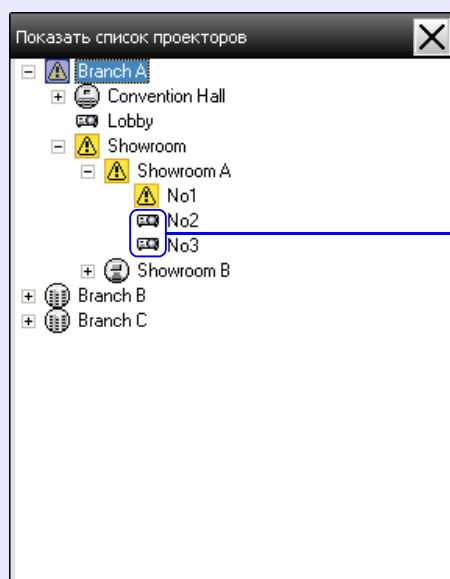 Показать список проекторов
Branch A
Convention Hall
Lobby
Showroom
Showroom A
No1
No2
No3
Showroom B
Branch B
Branch C